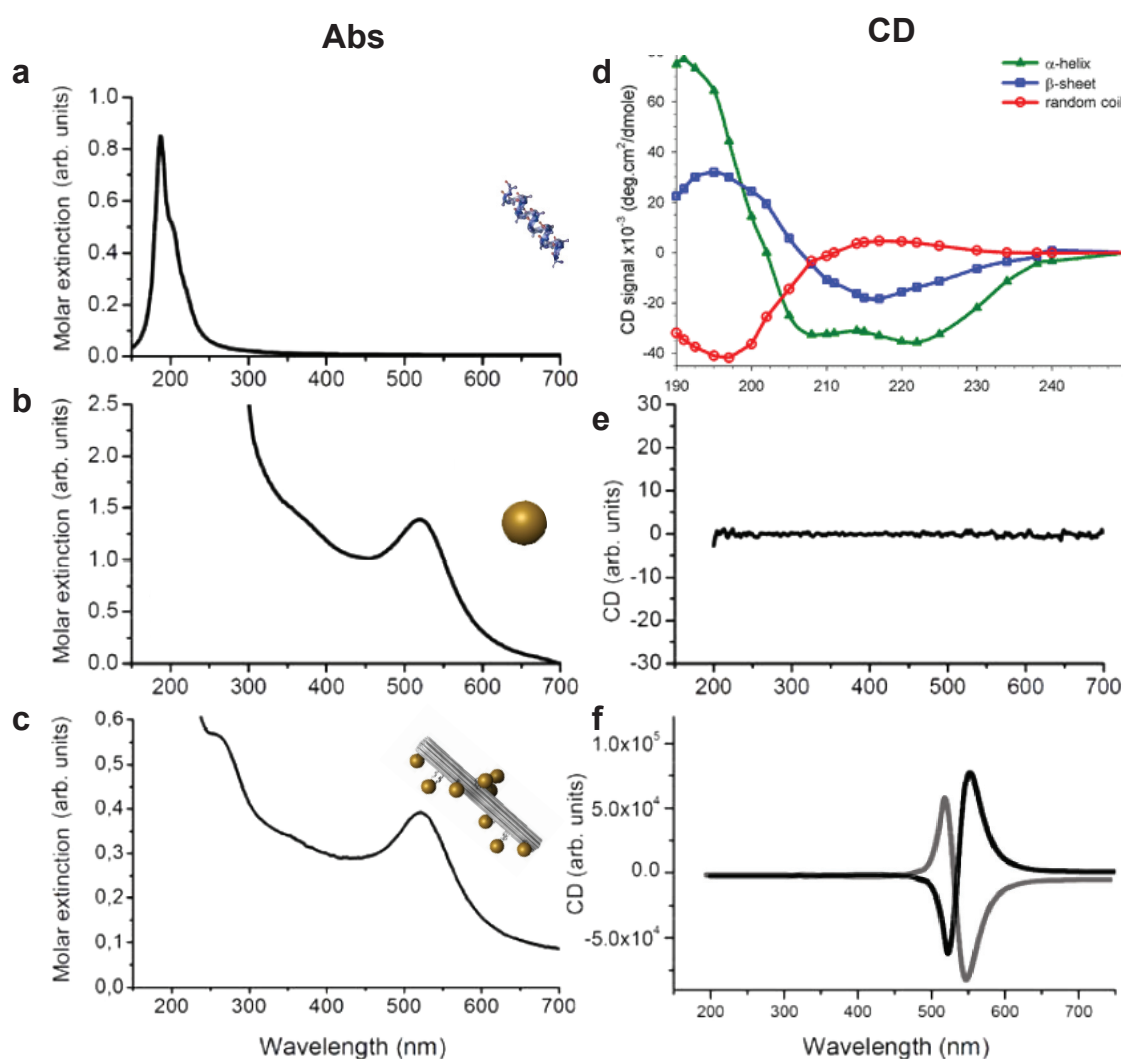 Abs
CD
a
Molar extinction (arb. units)
1.0
0.8
0.6
0.4
0.2
0.0
200 300 400 500 600 700
d
CD signal x10⁻³ (deg.cm²/dmole)
60
40
20
0
-20
-40
190 200 210 220 230 240
α-helix
β-sheet
random coil
b
Molar extinction (arb. units)
2.5
2.0
1.5
1.0
0.5
0.0
200 300 400 500 600 700
e
CD (arb. units)
30
20
10
0
-10
-20
-30
200 300 400 500 600 700
c
Molar extinction (arb. units)
0,6
0,5
0,4
0,3
0,2
0,1
0,0
200 300 400 500 600 700
Wavelength (nm)
f
CD (arb. units)
1.0x10⁵
5.0x10⁴
0.0
-5.0x10⁴
200 300 400 500 600 700
Wavelength (nm)